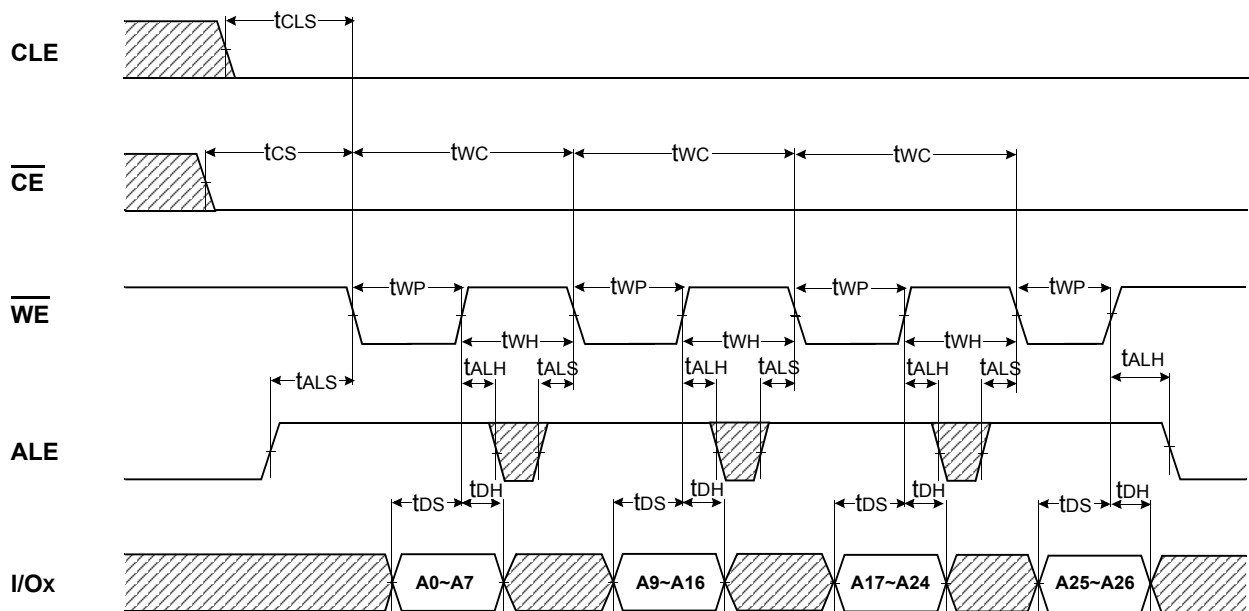 CLE
tCLS
CE
tCS
tWC
tWC
tWC
WE
tWP
tWP
tWP
tWP
tWH
tWH
tWH
ALE
tALS
tALH
tALS
tALH
tALS
tALH
tALS
tALH
tDS
tDH
tDS
tDH
tDS
tDH
tDS
tDH
I/Ox
A0~A7
A9~A16
A17~A24
A25~A26